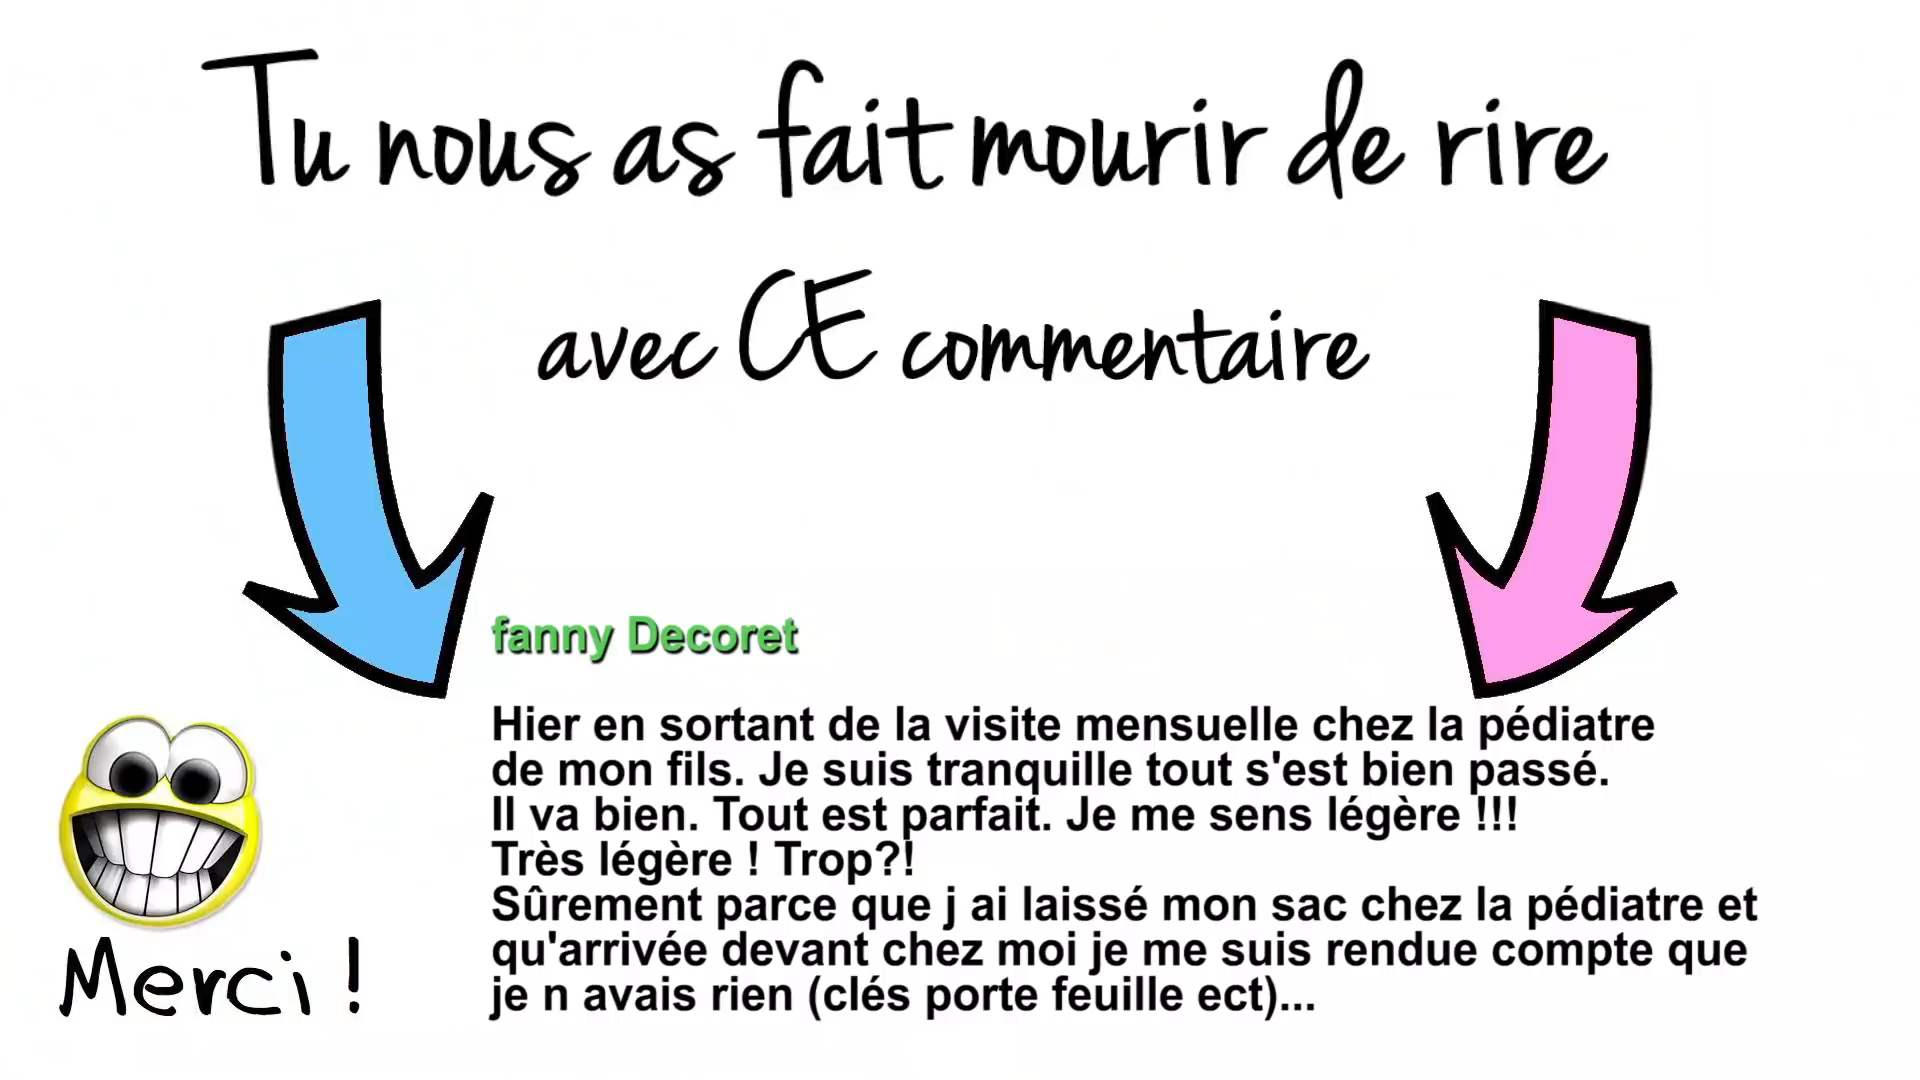 Tu nous as fait mourir de rire
avec CE commentaire
fanny Decoret
Hier en sortant de la visite mensuelle chez la pédiatre
de mon fils. Je suis tranquille tout s'est bien passé.
Il va bien. Tout est parfait. Je me sens légère !!!
Très légère ! Trop?!
Sûrement parce que j ai laissé mon sac chez la pédiatre et
qu'arrivée devant chez moi je me suis rendue compte que
je n avais rien (clés porte feuille ect)...
Merci !